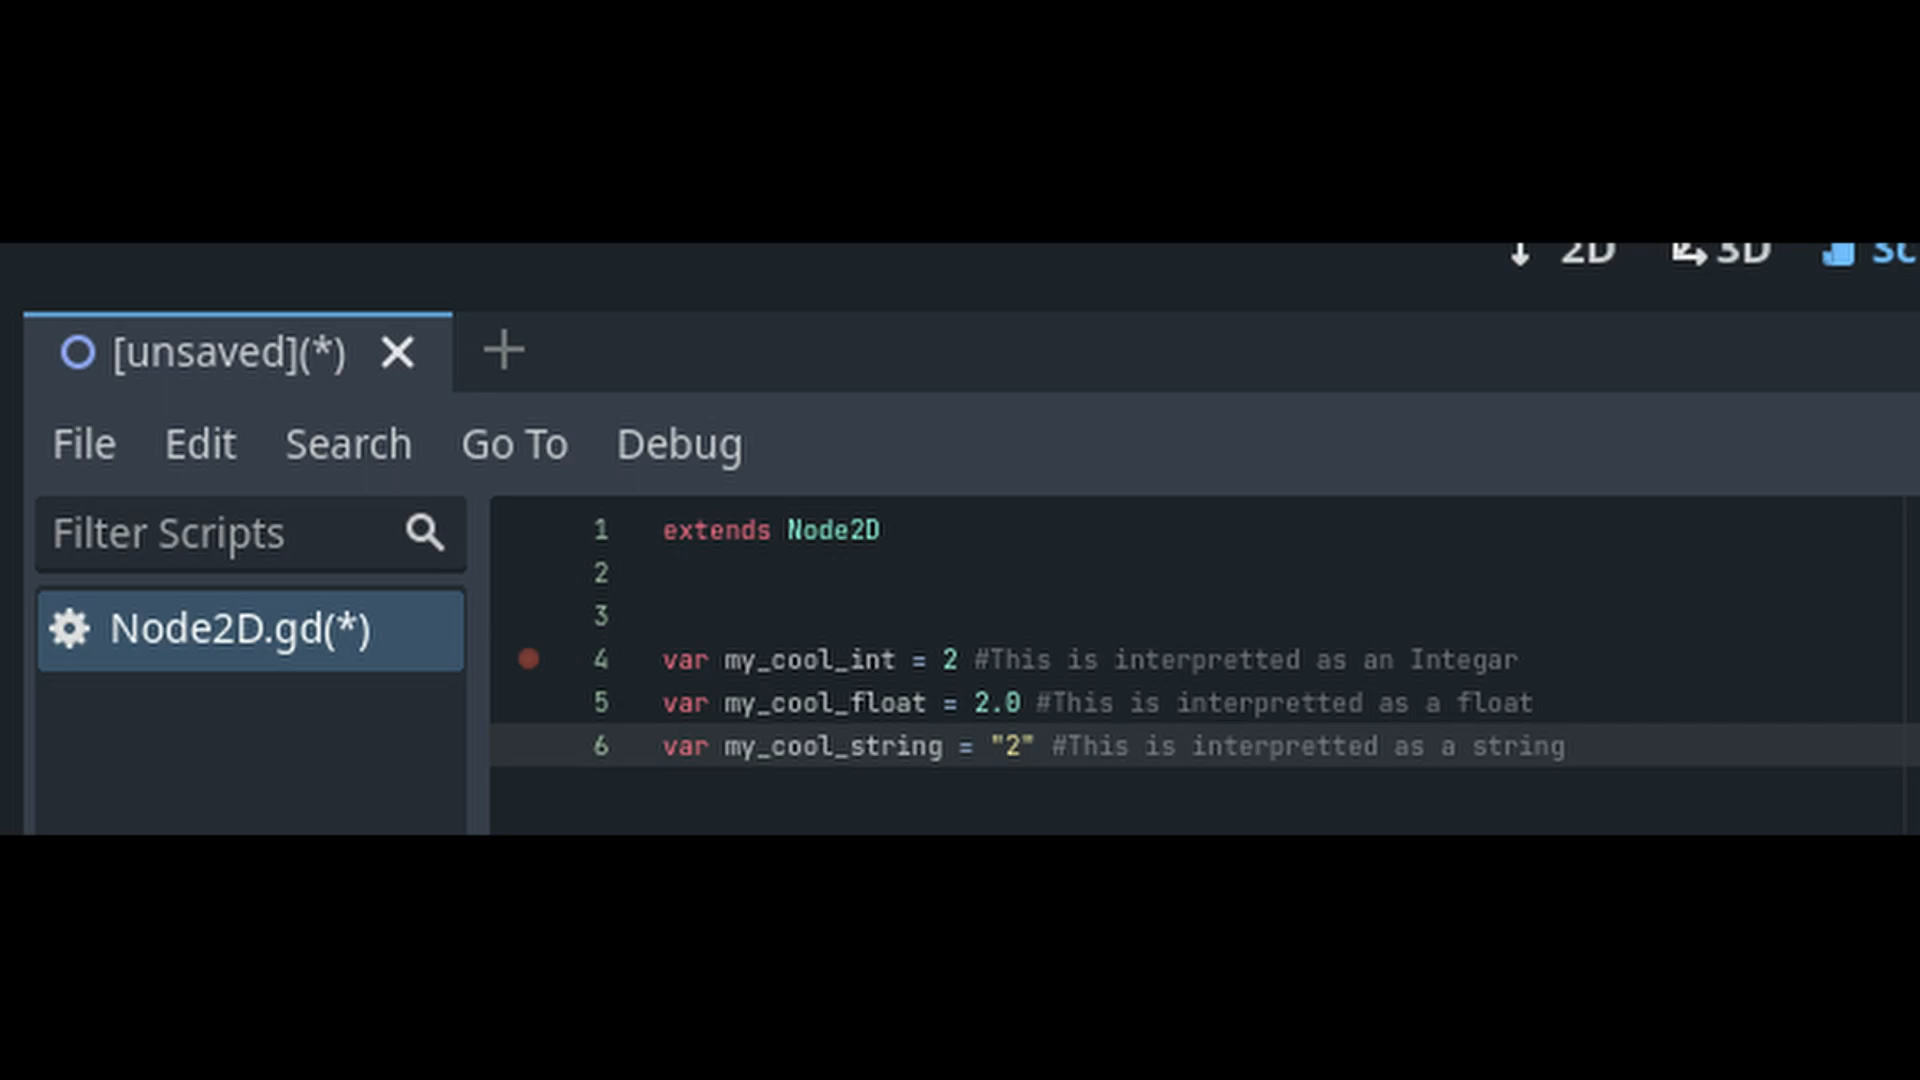 2D 3D Sc
[unsaved](*)
File Edit Search Go To Debug
Filter Scripts
Node2D.gd(*)
1 extends Node2D
2
3
4 var my_cool_int = 2 #This is interpretted as an Integar
5 var my_cool_float = 2.0 #This is interpretted as a float
6 var my_cool_string = "2" #This is interpretted as a string